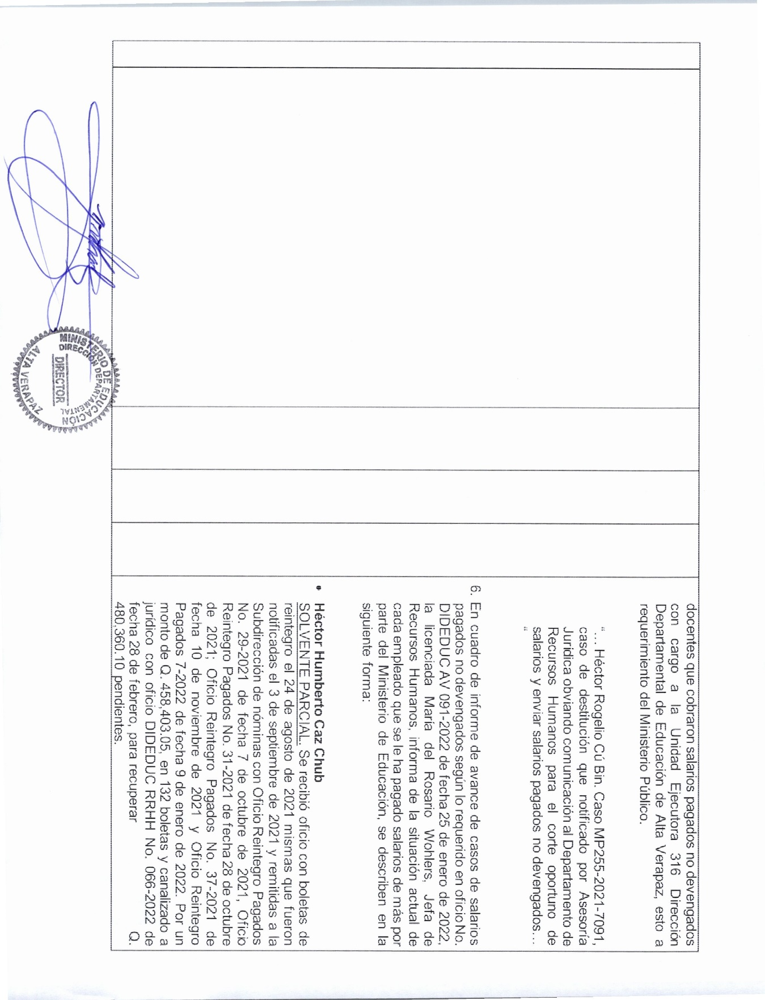 docentes que cobraron salarios pagados no devengados
con cargo a la Unidad Ejecutora 316 Dirección
Departamental de Educación de Alta Verapaz, esto a
requerimiento del Ministerio Público.
“ … Héctor Rogelio Cú Bin. Caso MP255-2021-7091,
caso de destitución que notificado por Asesoría
Jurídica obviando comunicación al Departamento de
Recursos Humanos para el corte oportuno de
salarios y enviar salarios pagados no devengados…
“
6. En cuadro de informe de avance de casos de salarios
pagados no devengados según lo requerido en oficio No.
DIDEDUC AV 091-2022 de fecha 25 de enero de 2022,
la licenciada María del Rosario Wohlers, Jefa de
Recursos Humanos, informa de la situación actual de
cada empleado que se le ha pagado salarios de más por
parte del Ministerio de Educación, se describen en la
siguiente forma:
• Héctor Humberto Caz Chub
SOLVENTE PARCIAL. Se recibió oficio con boletas de
reintegro el 24 de agosto de 2021 mismas que fueron
notificadas el 3 de septiembre de 2021 y remitidas a la
Subdirección de nóminas con Oficio Reintegro Pagados
No. 29-2021 de fecha 7 de octubre de 2021, Oficio
Reintegro Pagados No. 31-2021 de fecha 28 de octubre
de 2021; Oficio Reintegro Pagados No. 37-2021 de
fecha 10 de noviembre de 2021 y Oficio Reintegro
Pagados 7-2022 de fecha 9 de enero de 2022. Por un
monto de Q. 458,403.05, en 132 boletas y canalizado a
jurídico con oficio DIDEDUC RRHH No. 066-2022 de
fecha 28 de febrero, para recuperar Q.
480,360.10 pendientes.
MINISTERIO DE EDUCACIÓN
DIRECCIÓN DEPARTAMENTAL
DIRECTOR
ALTA VERAPAZ